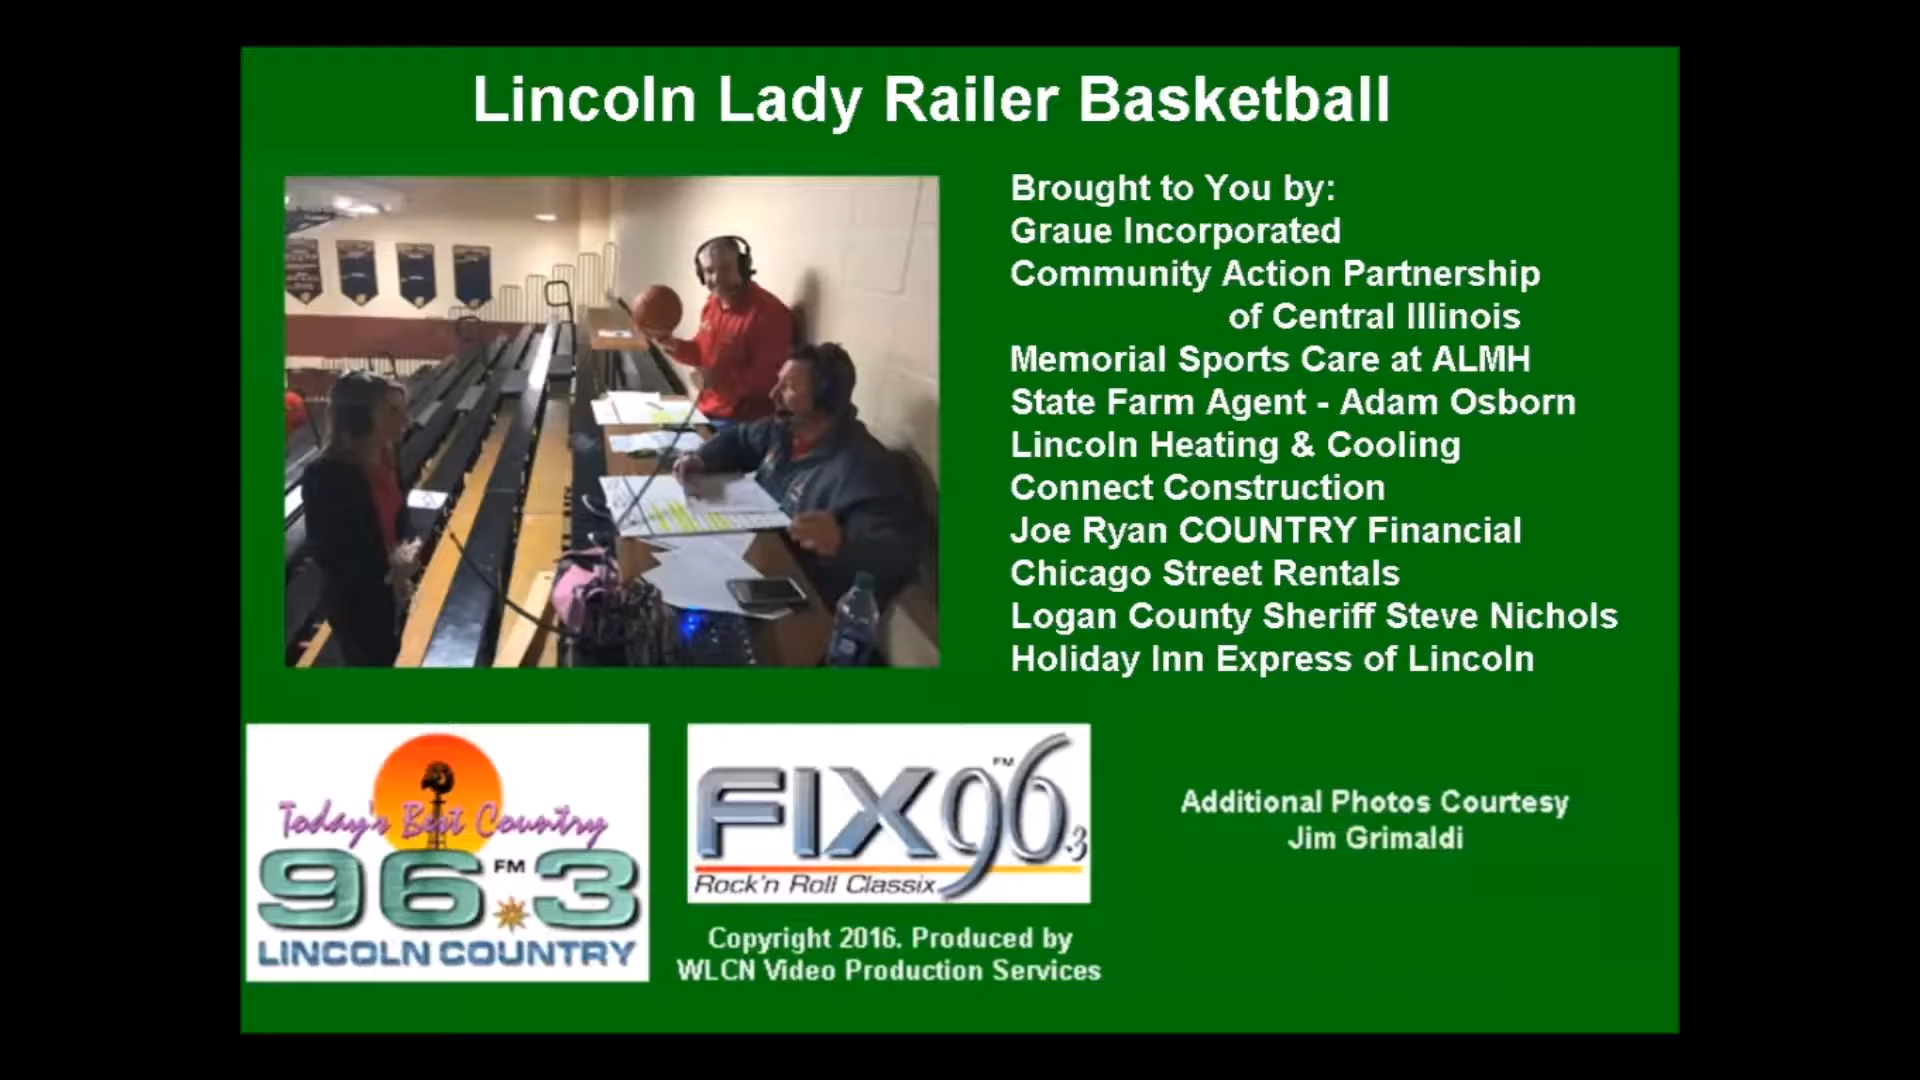 Lincoln Lady Railer Basketball
Brought to You by:
Graue Incorporated
Community Action Partnership
of Central Illinois
Memorial Sports Care at ALMH
State Farm Agent - Adam Osborn
Lincoln Heating & Cooling
Connect Construction
Joe Ryan COUNTRY Financial
Chicago Street Rentals
Logan County Sheriff Steve Nichols
Holiday Inn Express of Lincoln
Today's Best Country
96.3 FM
LINCOLN COUNTRY
FIX 96.3 FM
Rock'n Roll Classix
Copyright 2016. Produced by
WLCN Video Production Services
Additional Photos Courtesy
Jim Grimaldi